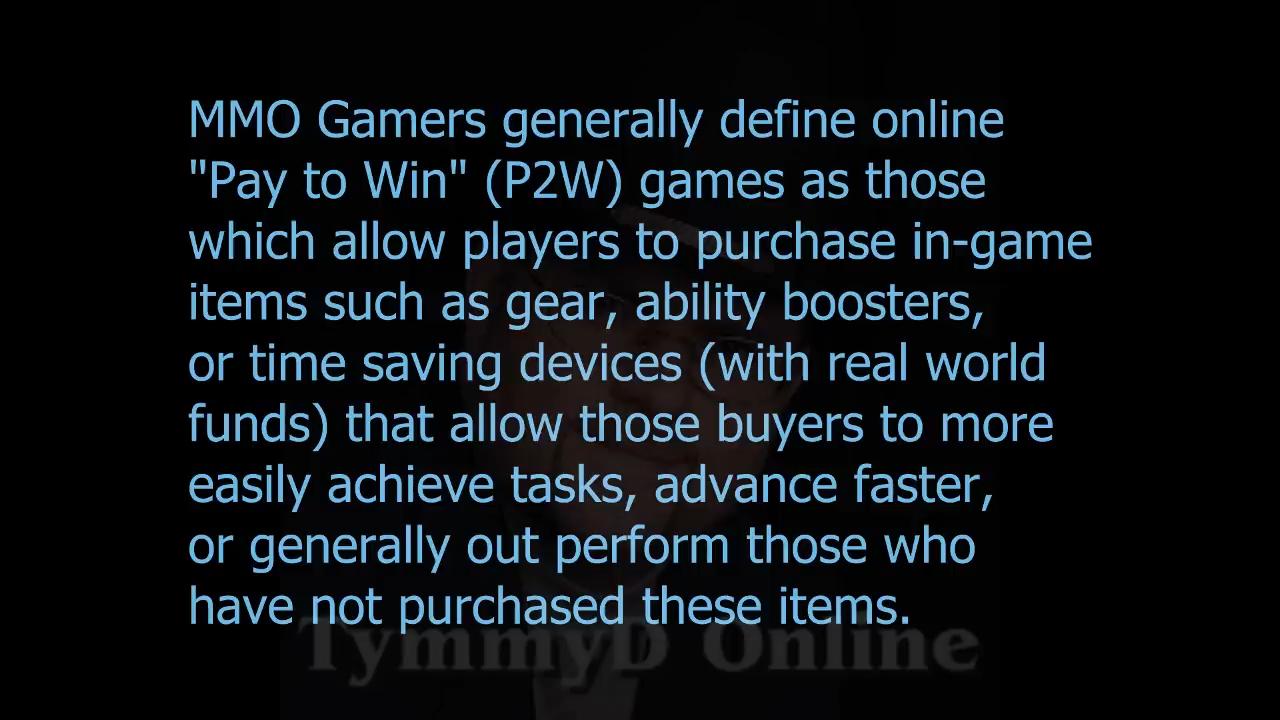 MMO Gamers generally define online
"Pay to Win" (P2W) games as those
which allow players to purchase in-game
items such as gear, ability boosters,
or time saving devices (with real world
funds) that allow those buyers to more
easily achieve tasks, advance faster,
or generally out perform those who
have not purchased these items.
TymmyD Online